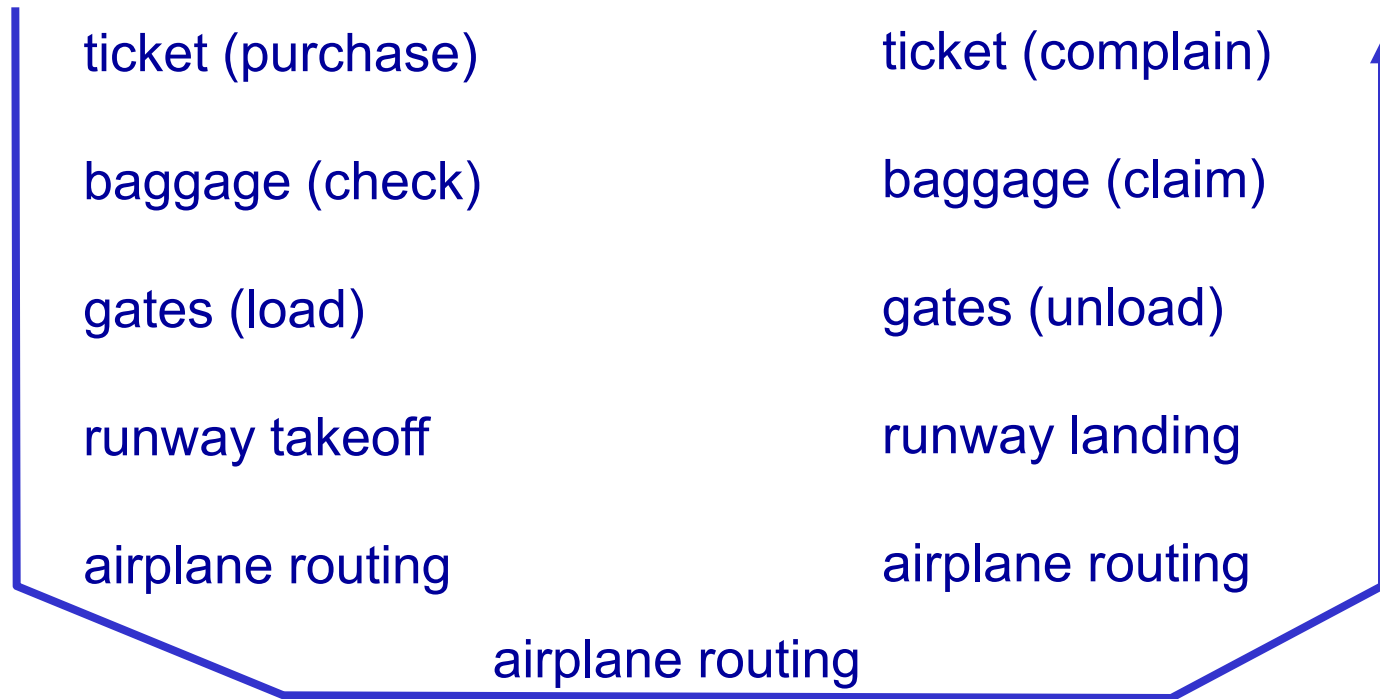 ticket (purchase)
baggage (check)
gates (load)
runway takeoff
airplane routing
ticket (complain)
baggage (claim)
gates (unload)
runway landing
airplane routing
airplane routing